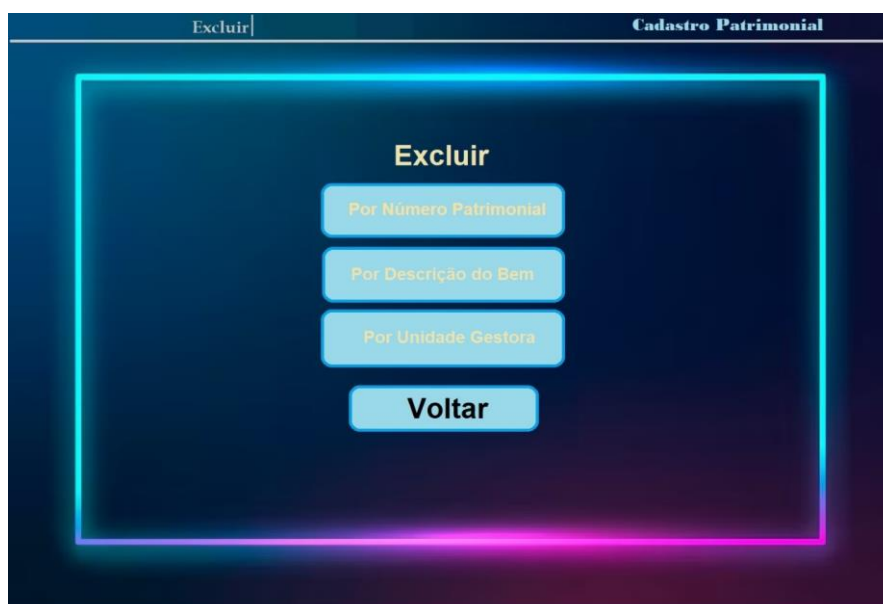 Excluir
Cadastro Patrimonial
Excluir
Por Número Patrimonial
Por Descrição do Bem
Por Unidade Gestora
Voltar